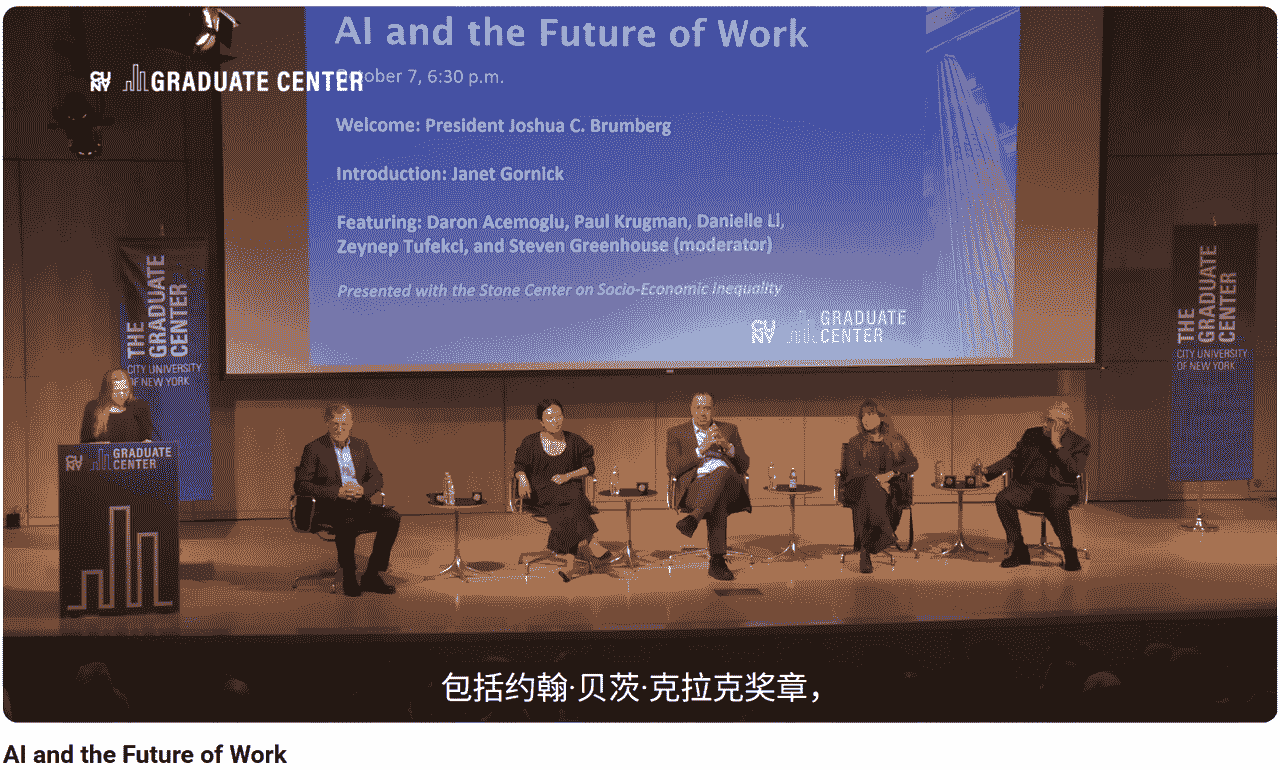 AI and the Future of Work
CUNY GRADUATE CENTER
October 7, 6:30 p.m.
Welcome: President Joshua C. Brumberg
Introduction: Janet Gornick
Featuring: Daron Acemoglu, Paul Krugman, Danielle Li,
Zeynep Tufekci, and Steven Greenhouse (moderator)
Presented with the Stone Center on Socio-Economic Inequality
CUNY GRADUATE
CENTER
THE
GRADUATE
CENTER
CITY UNIVERSITY
OF NEW YORK
THE
GRADUATE
CENTER
CITY UNIVERSITY
OF NEW YORK
CUNY GRADUATE
CENTER
包括约翰·贝茨·克拉克奖章，
AI and the Future of Work